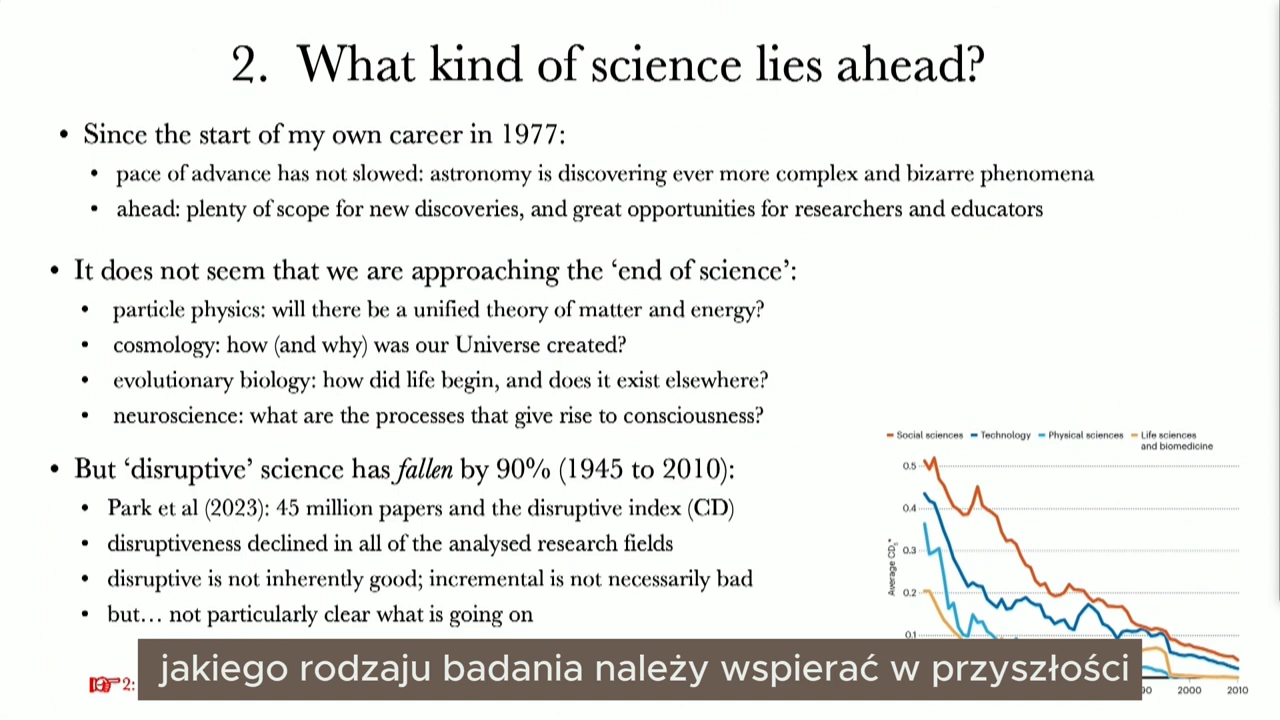 2. What kind of science lies ahead?
• Since the start of my own career in 1977:
• pace of advance has not slowed: astronomy is discovering ever more complex and bizarre phenomena
• ahead: plenty of scope for new discoveries, and great opportunities for researchers and educators
• It does not seem that we are approaching the ‘end of science’:
• particle physics: will there be a unified theory of matter and energy?
• cosmology: how (and why) was our Universe created?
• evolutionary biology: how did life begin, and does it exist elsewhere?
• neuroscience: what are the processes that give rise to consciousness?
• But ‘disruptive’ science has fallen by 90% (1945 to 2010):
• Park et al (2023): 45 million papers and the disruptive index (CD)
• disruptiveness declined in all of the analysed research fields
• disruptive is not inherently good; incremental is not necessarily bad
• but… not particularly clear what is going on
Social sciences Technology Physical sciences Life sciences
and biomedicine
0.5
0.4
0.3
0.2
0.1
Average
2000 2010
2:
jakiego rodzaju badania należy wspierać w przyszłości